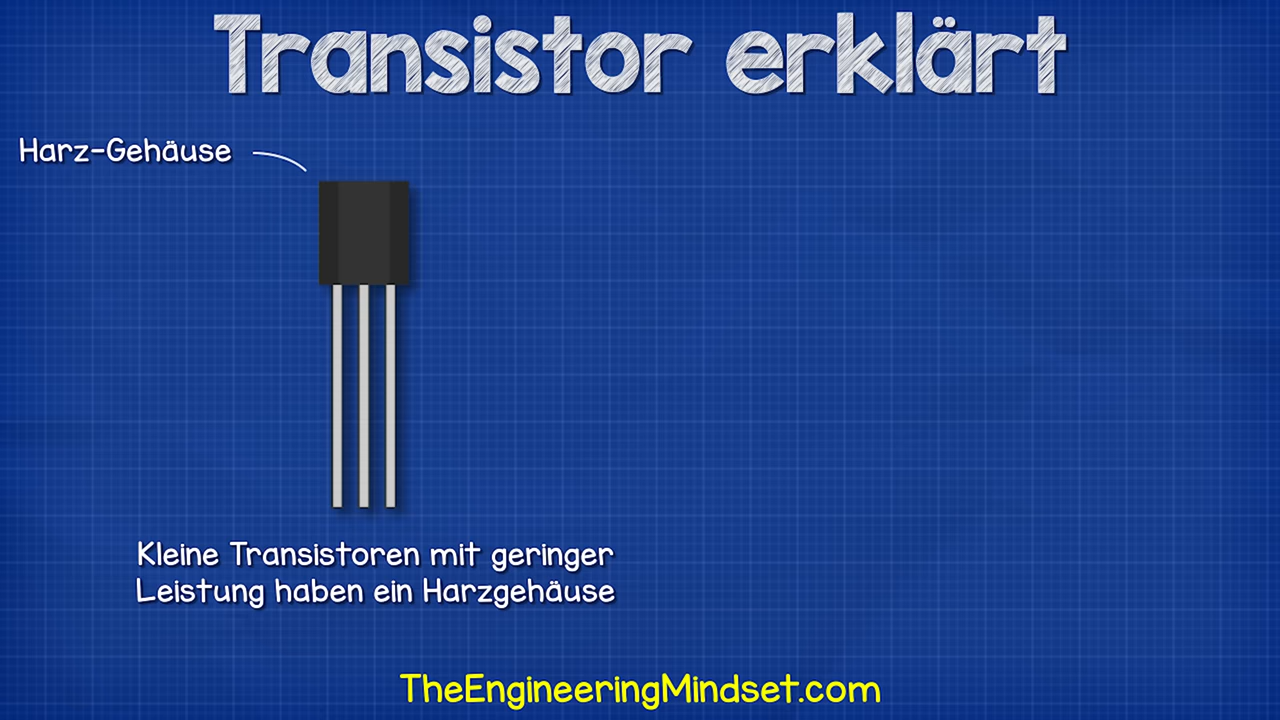 Transistor erklärt
Harz-Gehäuse
Kleine Transistoren mit geringer
Leistung haben ein Harzgehäuse
TheEngineeringMindset.com